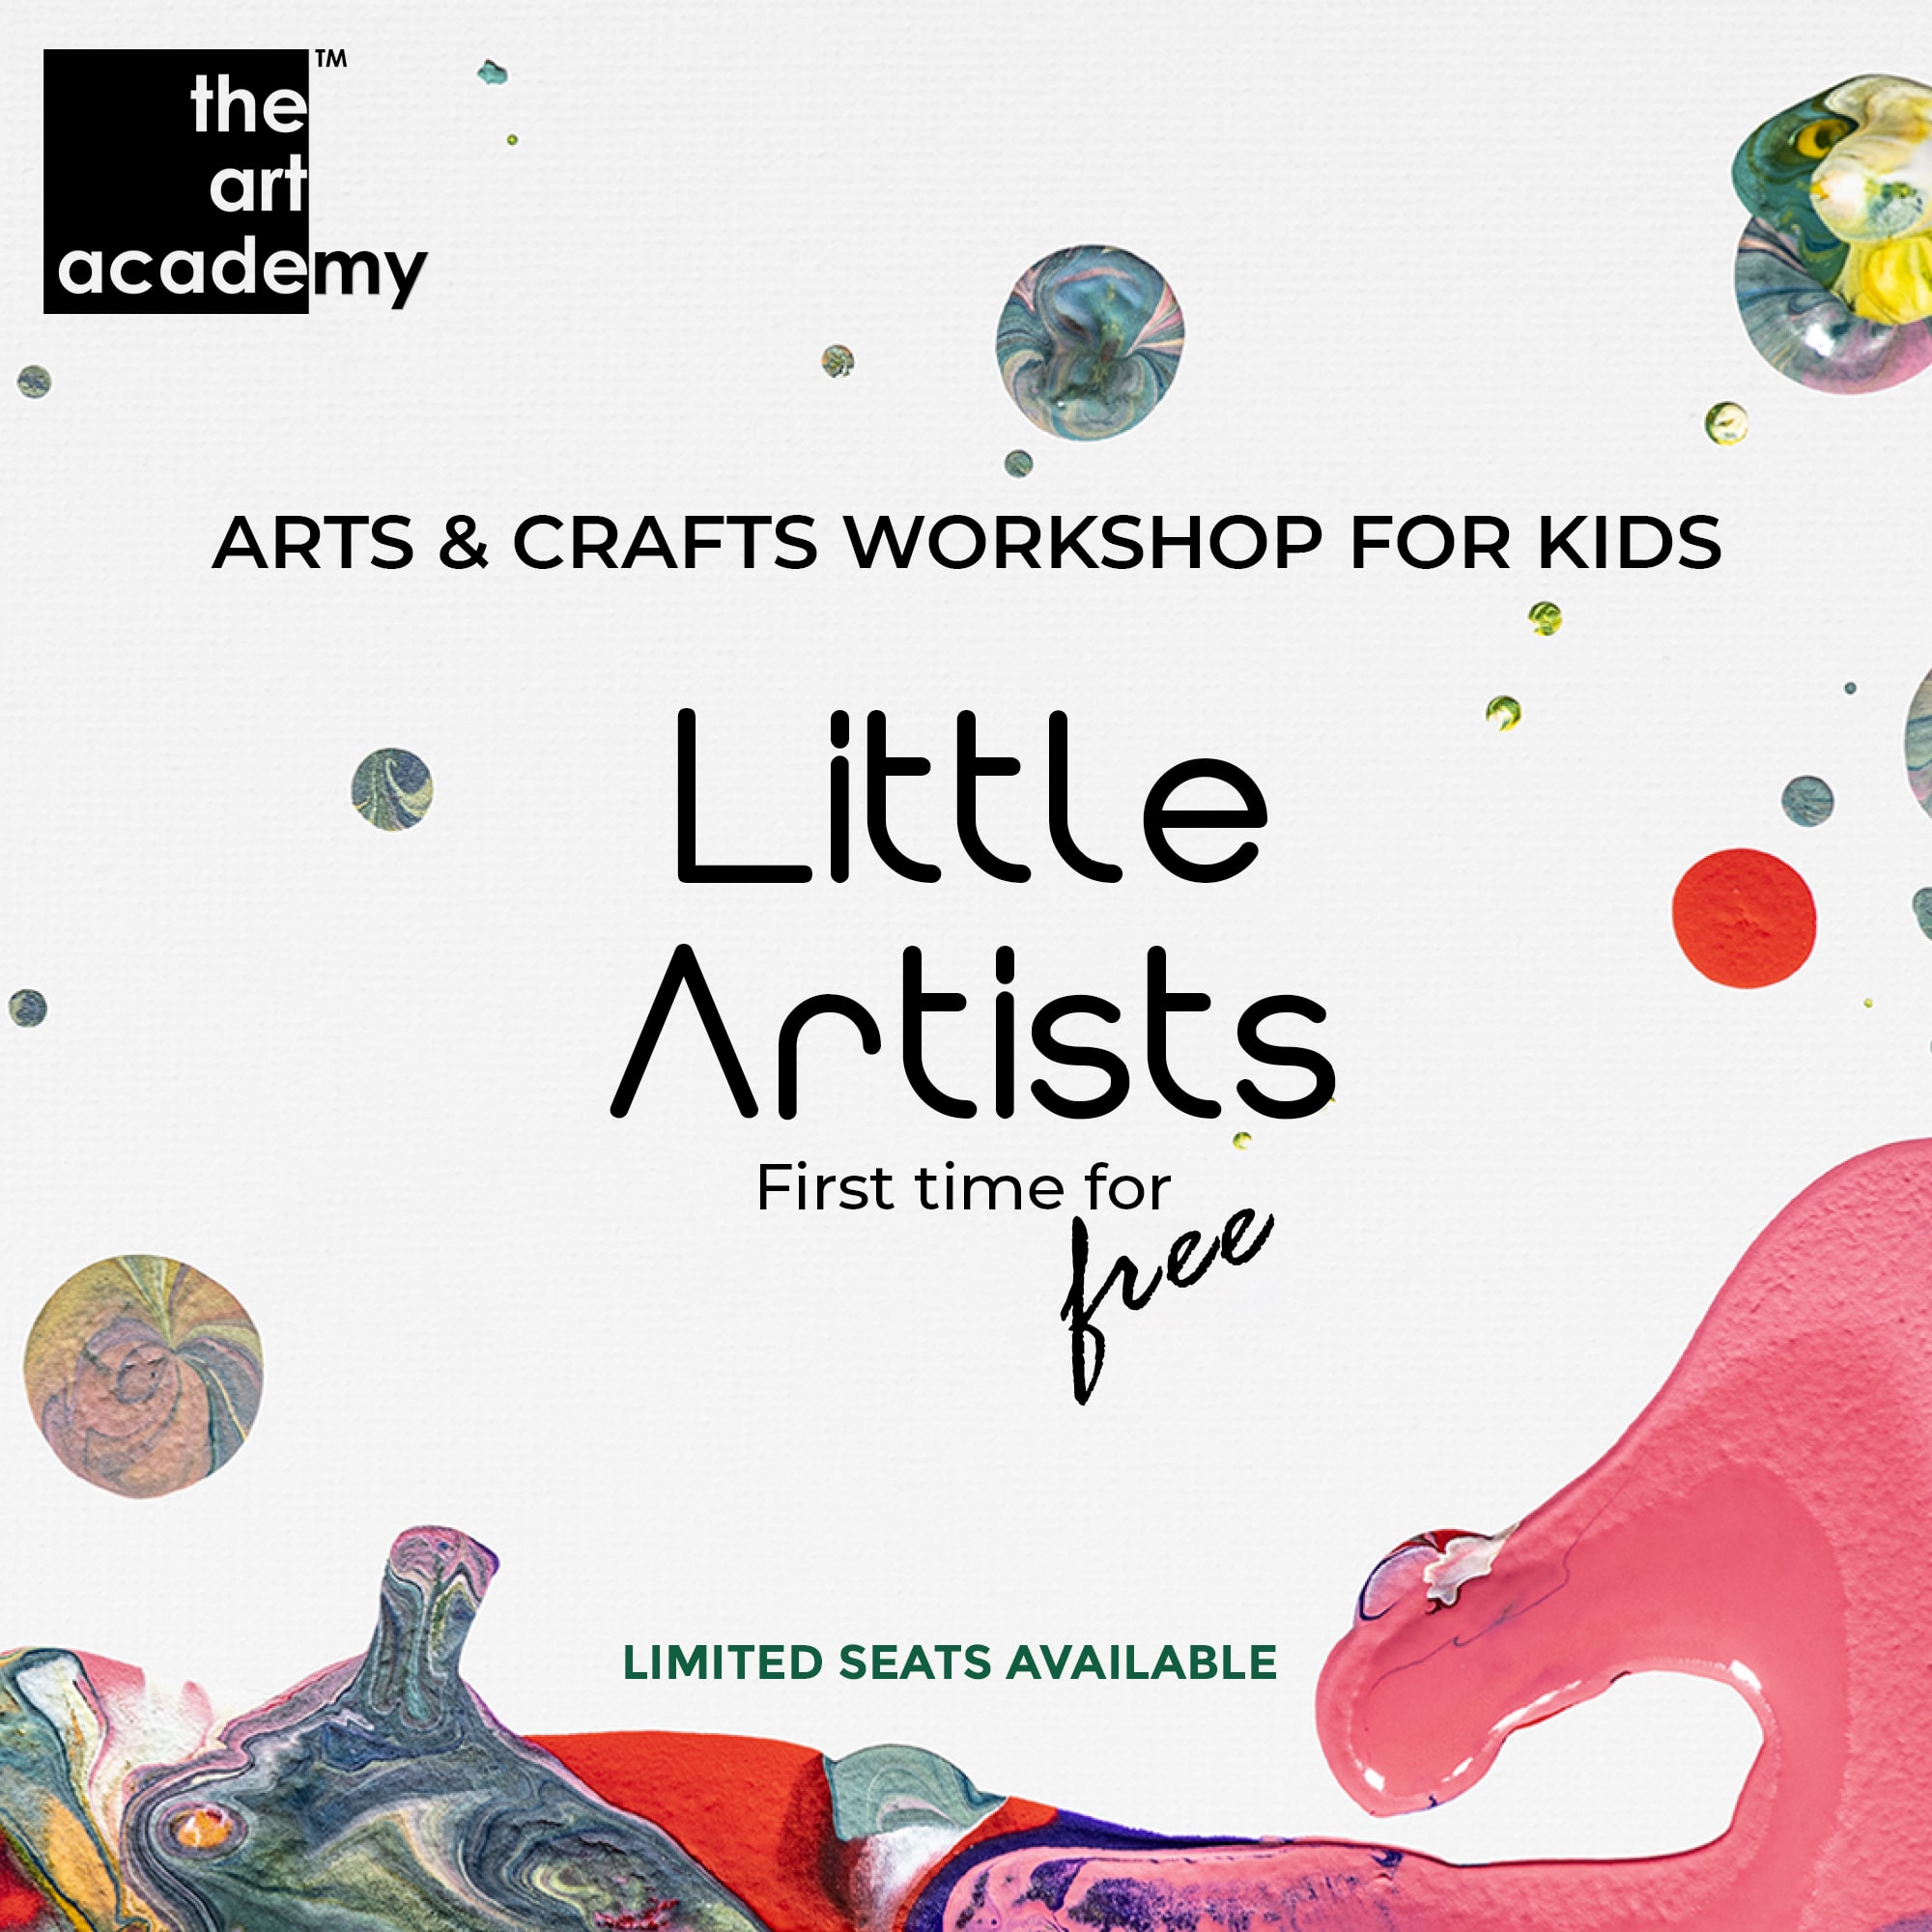 the
art
academy
TM
ARTS & CRAFTS WORKSHOP FOR KIDS
Little
Artists
First time for
free
LIMITED SEATS AVAILABLE